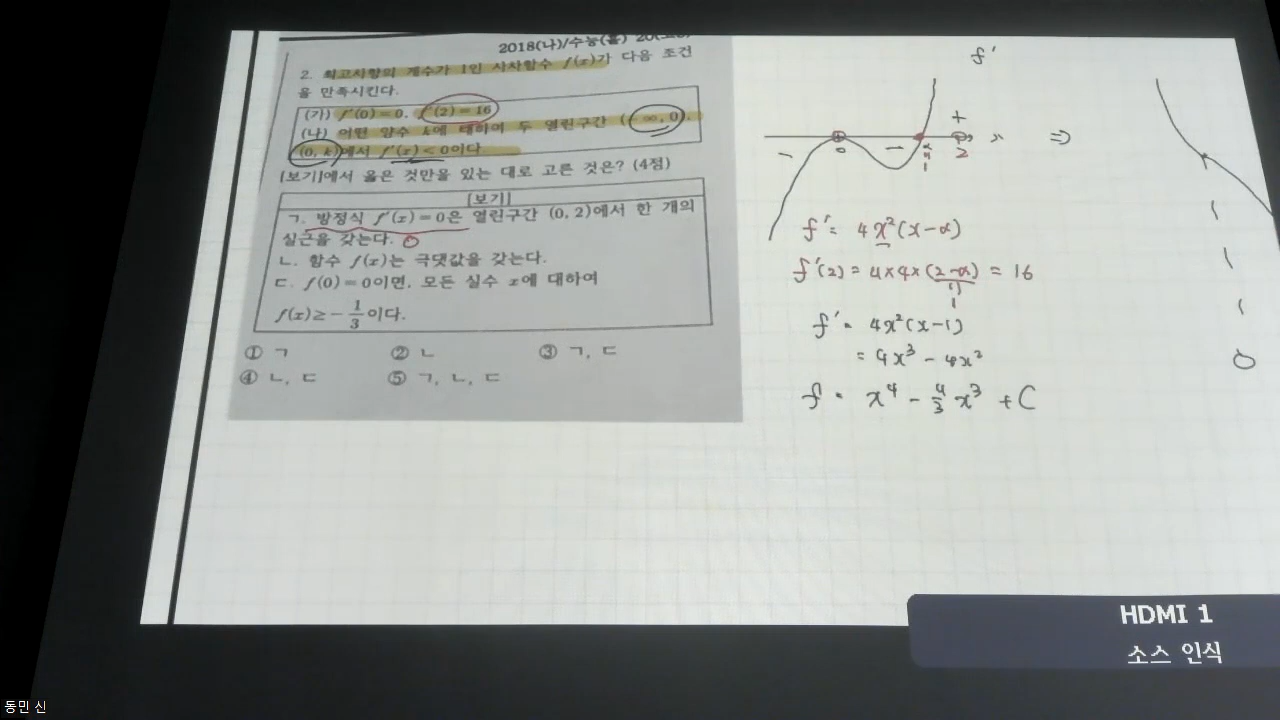 2018(나)/수능(홀) 20
2. 최고차항의 계수가 1인 사차함수 f(x)가 다음 조건
을 만족시킨다.
(가) f'(0)=0, f'(2)=16
(나) 어떤 양수 k에 대하여 두 열린구간 (-∞, 0),
(0, k)에서 f'(x)<0이다.
[보기]에서 옳은 것만을 있는 대로 고른 것은? (4점)
[보기]
ㄱ. 방정식 f'(x)=0은 열린구간 (0, 2)에서 한 개의
실근을 갖는다. O
ㄴ. 함수 f(x)는 극댓값을 갖는다.
ㄷ. f(0)=0이면, 모든 실수 x에 대하여
f(x)≥-1/3이다.
① ㄱ ② ㄴ ③ ㄱ, ㄷ
④ ㄴ, ㄷ ⑤ ㄱ, ㄴ, ㄷ
f'
+
⇒
- 0 - α 2
"
1
f' = 4x²(x-α)
f'(2) = 4×4×(2-α) = 16
"
1
f' = 4x²(x-1)
= 4x³ - 4x²
f = x⁴ - 4/3 x³ + C
0
HDMI 1
소스 인식
동민 신